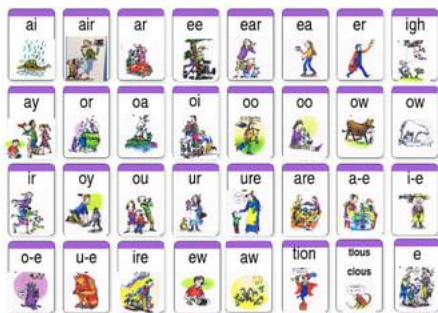 ai air ar ee ear ea er igh
ay or oa oi oo oo ow ow
ir oy ou ur ure are a-e i-e
o-e u-e ire ew aw tion tious e
cious